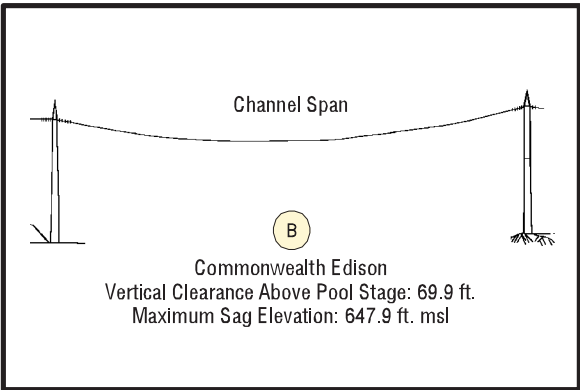 Channel Span
B
Commonwealth Edison
Vertical Clearance Above Pool Stage: 69.9 ft.
Maximum Sag Elevation: 647.9 ft. msl